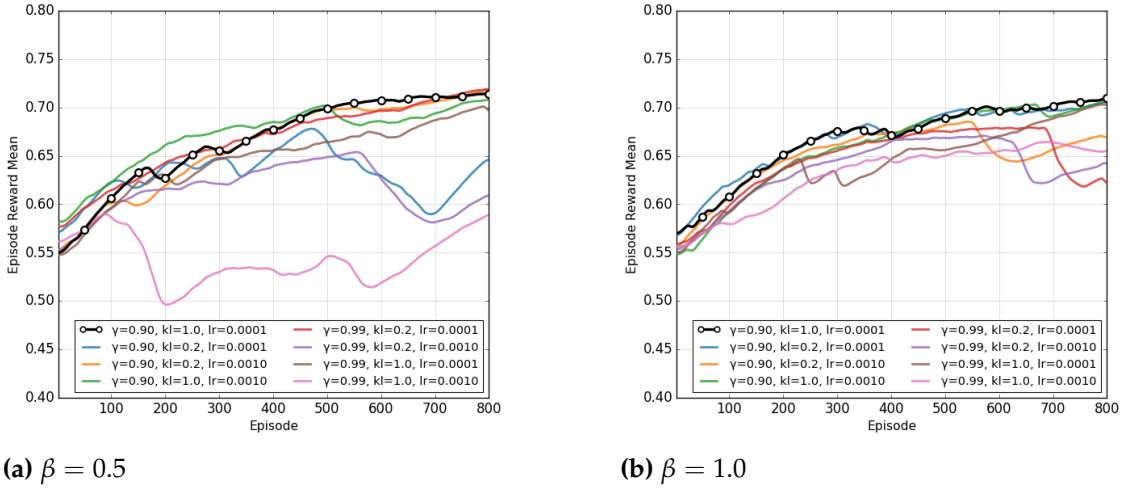 0.80
0.75
0.70
0.65
0.60
0.55
0.50
0.45
0.40
Episode Reward Mean
100 200 300 400 500 600 700 800
Episode
γ=0.90, kl=1.0, lr=0.0001
γ=0.90, kl=0.2, lr=0.0001
γ=0.90, kl=0.2, lr=0.0010
γ=0.90, kl=1.0, lr=0.0010
γ=0.99, kl=0.2, lr=0.0001
γ=0.99, kl=0.2, lr=0.0010
γ=0.99, kl=1.0, lr=0.0001
γ=0.99, kl=1.0, lr=0.0010
(a) β = 0.5
0.80
0.75
0.70
0.65
0.60
0.55
0.50
0.45
0.40
Episode Reward Mean
100 200 300 400 500 600 700 800
Episode
γ=0.90, kl=1.0, lr=0.0001
γ=0.90, kl=0.2, lr=0.0001
γ=0.90, kl=0.2, lr=0.0010
γ=0.90, kl=1.0, lr=0.0010
γ=0.99, kl=0.2, lr=0.0001
γ=0.99, kl=0.2, lr=0.0010
γ=0.99, kl=1.0, lr=0.0001
γ=0.99, kl=1.0, lr=0.0010
(b) β = 1.0